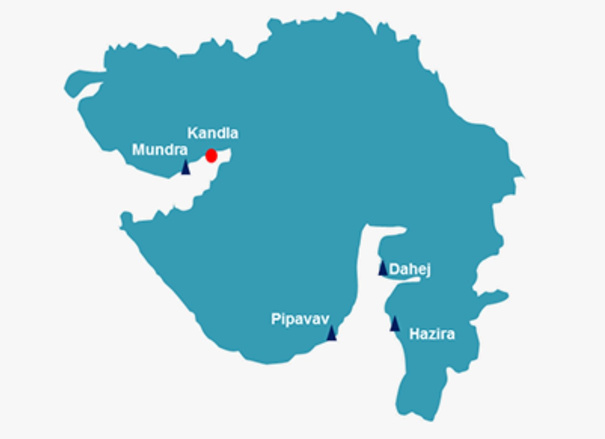 Kandla
Mundra
Dahej
Pipavav
Hazira